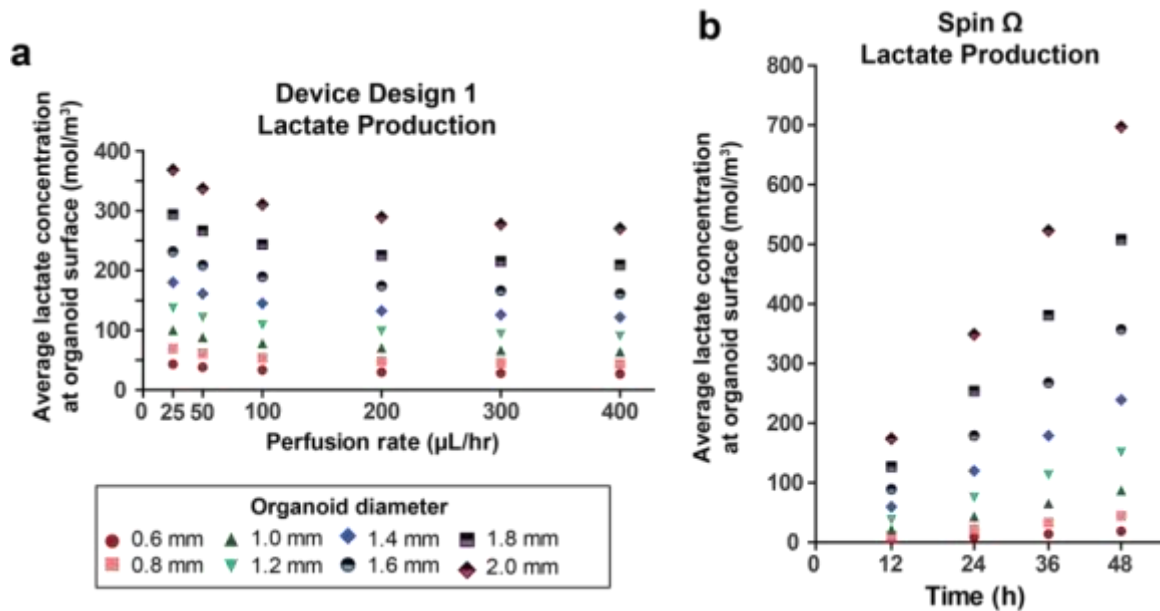 a
Device Design 1
Lactate Production
Average lactate concentration
at organoid surface (mol/m³)
400
300
200
100
0
0 25 50 100 200 300 400
Perfusion rate (µL/hr)
Organoid diameter
0.6 mm 1.0 mm 1.4 mm 1.8 mm
0.8 mm 1.2 mm 1.6 mm 2.0 mm
b
Spin Ω
Lactate Production
Average lactate concentration
at organoid surface (mol/m³)
800
700
600
500
400
300
200
100
0
0 12 24 36 48
Time (h)